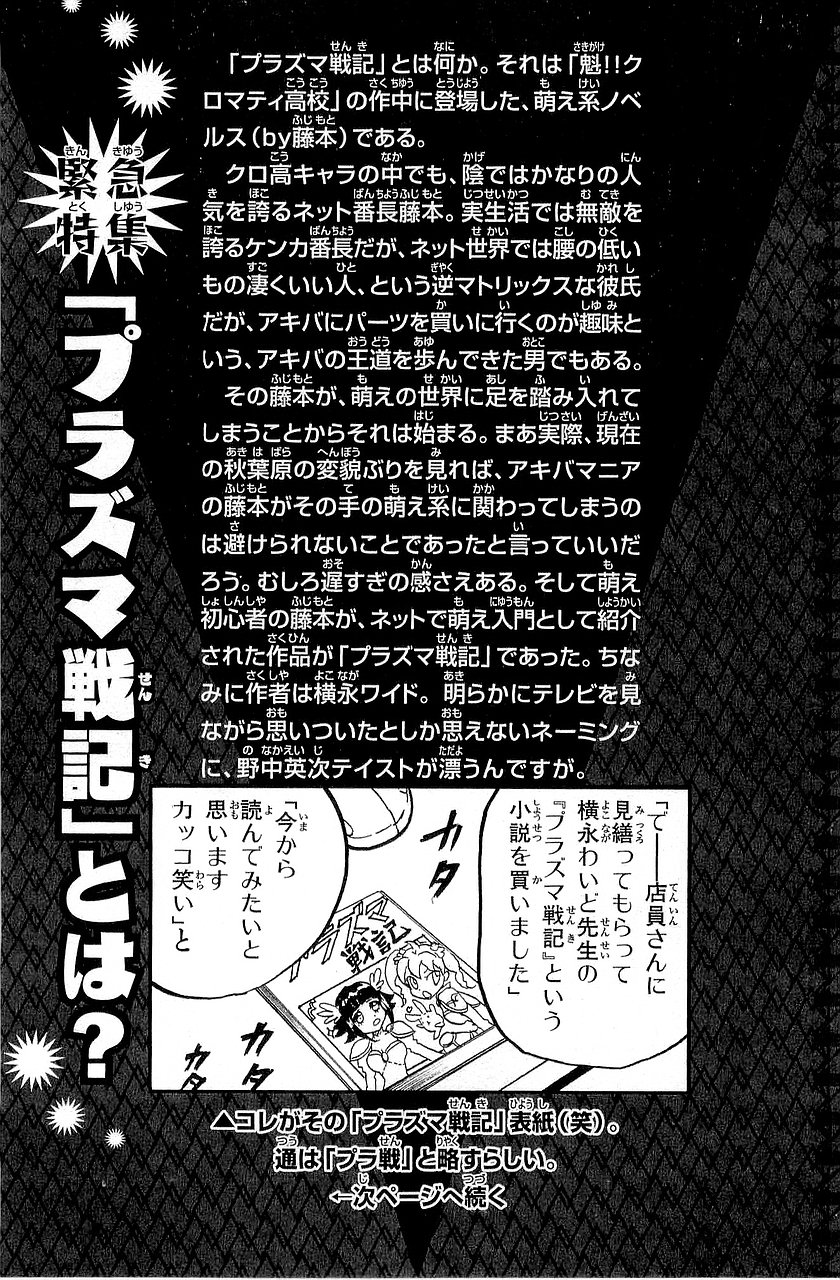 緊急
特集
「プラズマ戦記」とは？
「プラズマ戦記」とは何か。それは「魁!!ク
ロマティ高校」の作中に登場した、萌え系ノベ
ルス（by藤本）である。
クロ高キャラの中でも、陰ではかなりの人
気を誇るネット番長藤本。実生活では無敵を
誇るケンカ番長だが、ネット世界では腰の低い
もの凄くいい人、という逆マトリックスな彼氏
だが、アキバにパーツを買いに行くのが趣味と
いう、アキバの王道を歩んできた男でもある。
その藤本が、萌えの世界に足を踏み入れて
しまうことからそれは始まる。まあ実際、現在
の秋葉原の変貌ぶりを見れば、アキバマニア
の藤本がその手の萌え系に関わってしまうの
は避けられないことであったと言っていいだ
ろう。むしろ遅すぎの感さえある。そして萌え
初心者の藤本が、ネットで萌え入門として紹介
された作品が「プラズマ戦記」であった。ちな
みに作者は横永ワイド。明らかにテレビを見
ながら思いついたとしか思えないネーミング
に、野中英次テイストが漂うんですが。
「でー店員さんに
見繕ってもらって
横永わいど先生の
『プラズマ戦記』という
小説を買いました」
カタ
プラズマ
戦記
「今から
読んでみたいと
思います
カッコ笑い」と
カタ
カタ
▲コレがその「プラズマ戦記」表紙（笑）。
通は「プラ戦」と略すらしい。
←次ページへ続く